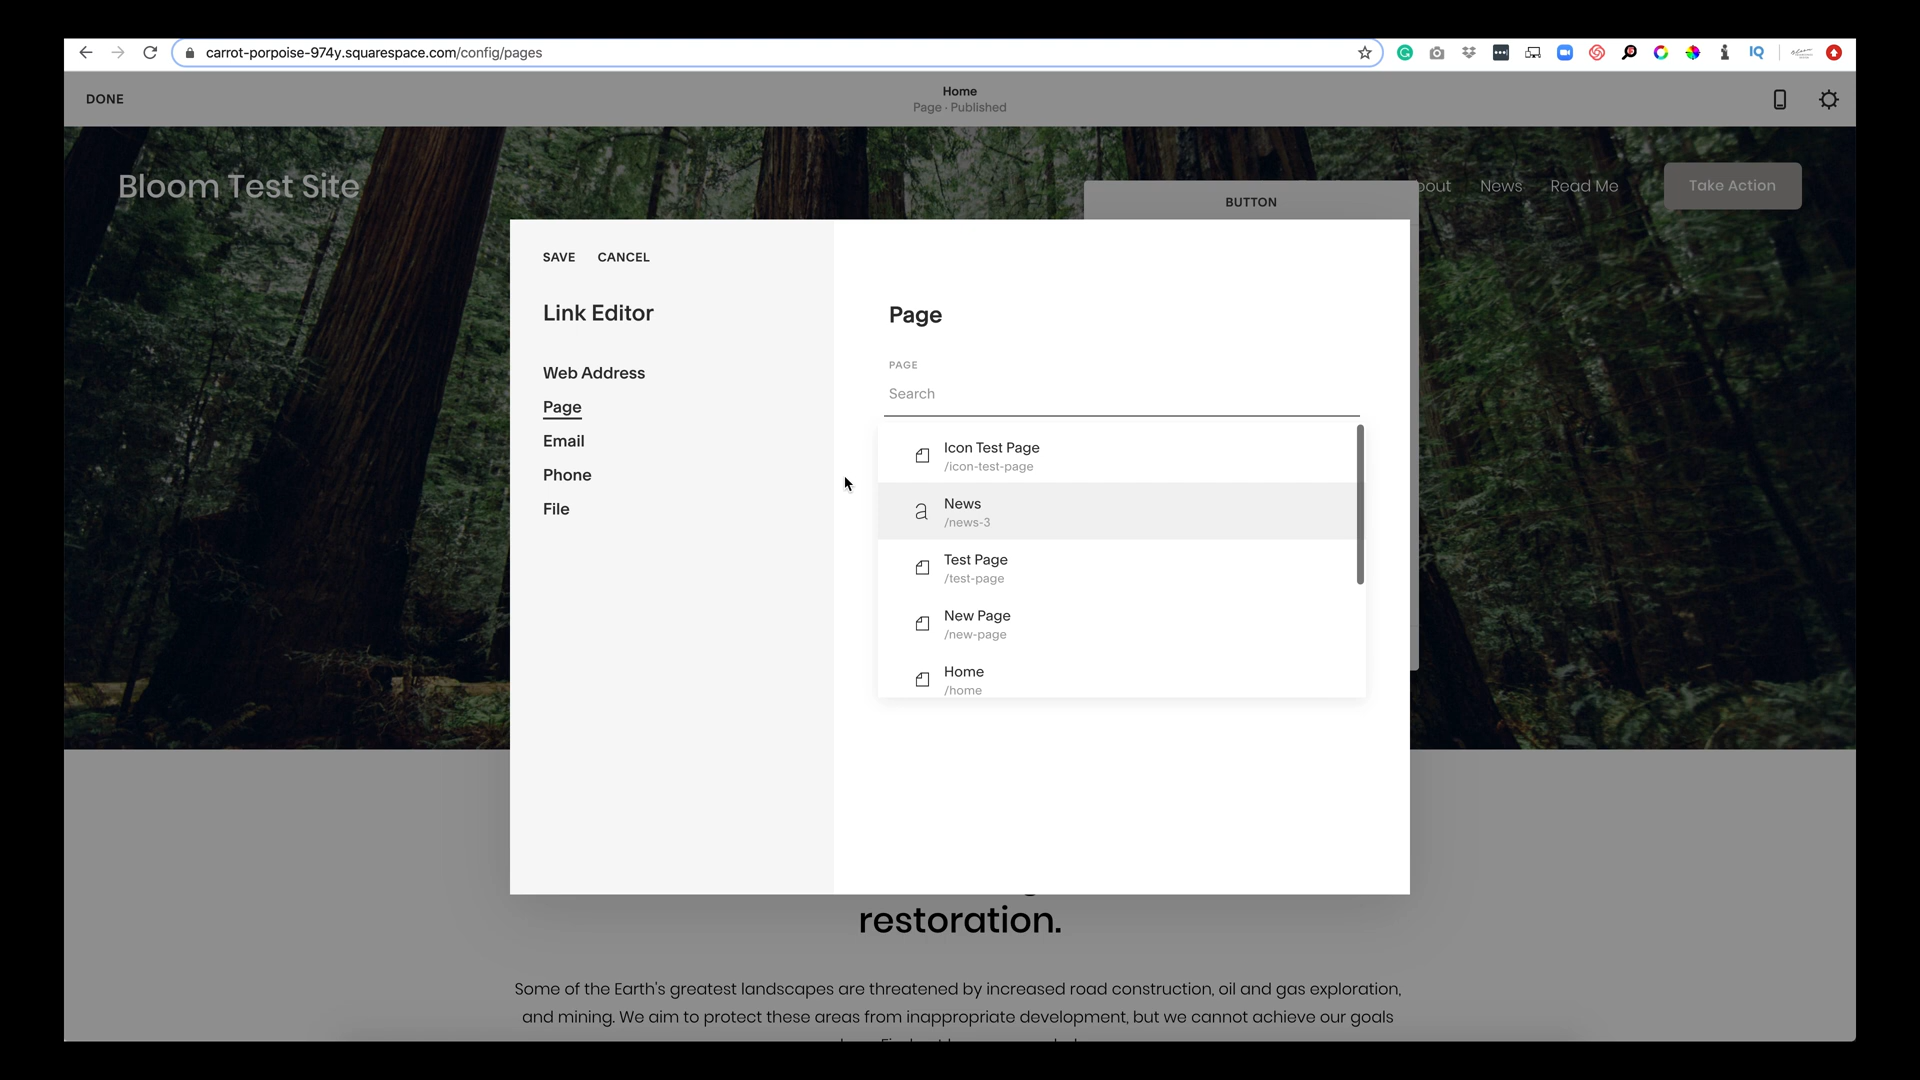 carrot-porpoise-974y.squarespace.com/config/pages
IQ
DONE
Home
Page · Published
Bloom Test Site
News
Read Me
Take Action
BUTTON
SAVE
CANCEL
Link Editor
Web Address
Page
Email
Phone
File
Page
PAGE
Search
Icon Test Page
/icon-test-page
a
News
/news-3
Test Page
/test-page
New Page
/new-page
Home
/home
restoration.
Some of the Earth's greatest landscapes are threatened by increased road construction, oil and gas exploration,
and mining. We aim to protect these areas from inappropriate development, but we cannot achieve our goals